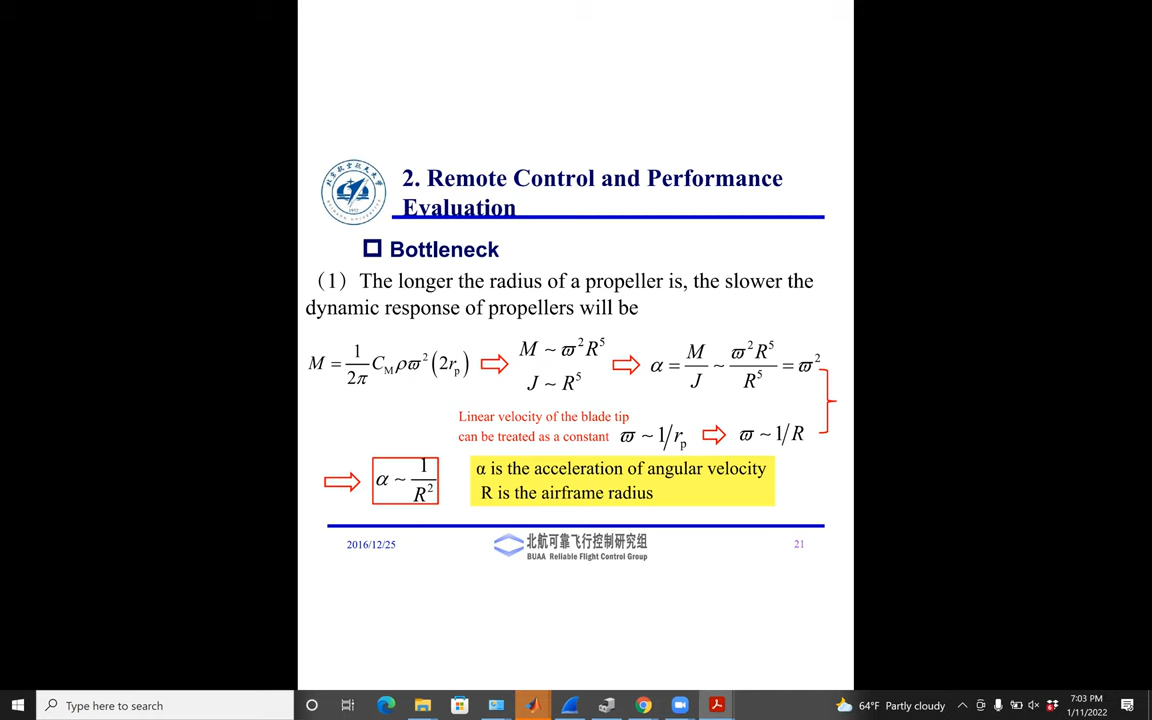 2. Remote Control and Performance
Evaluation
Bottleneck
（1） The longer the radius of a propeller is, the slower the
dynamic response of propellers will be
M = 1/2π C_M ρϖ² (2r_p) ⇨ M ~ ϖ²R⁵ J ~ R⁵ ⇨ α = M/J ~ ϖ²R⁵/R⁵ = ϖ²
Linear velocity of the blade tip
can be treated as a constant ϖ ~ 1/r_p ⇨ ϖ ~ 1/R
⇨ α ~ 1/R²
α is the acceleration of angular velocity
R is the airframe radius
2016/12/25
北航可靠飞行控制研究组
BUAA Reliable Flight Control Group
21
Type here to search
64°F Partly cloudy
7:03 PM
1/11/2022